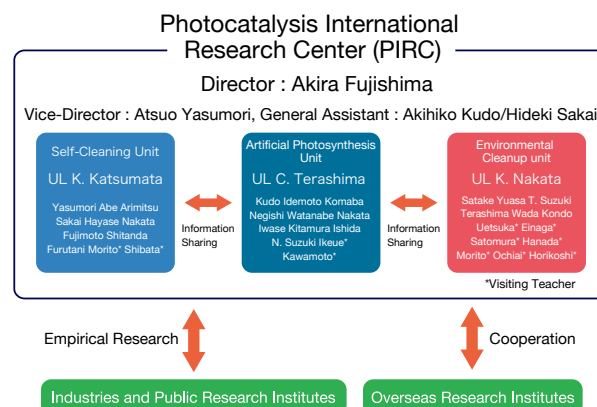 Photocatalysis International
Research Center (PIRC)
Director : Akira Fujishima
Vice-Director : Atsuo Yasumori, General Assistant : Akihiko Kudo/Hideki Sakai
Self-Cleaning Unit
UL K. Katsumata
Yasumori Abe Arimitsu
Sakai Hayase Nakata
Fujimoto Shitanda
Furutani Morito* Shibata*
Information
Sharing
Artificial Photosynthesis
Unit
UL C. Terashima
Kudo Idemoto Komaba
Negishi Watanabe Nakata
Iwase Kitamura Ishida
N. Suzuki Ikeue*
Kawamoto*
Information
Sharing
Environmental
Cleanup unit
UL K. Nakata
Satake Yuasa T. Suzuki
Terashima Wada Kondo
Uetsuka* Einaga*
Satomura* Hanada*
Morito* Ochiai* Horikoshi*
*Visiting Teacher
Empirical Research
Cooperation
Industries and Public Research Institutes
Overseas Research Institutes